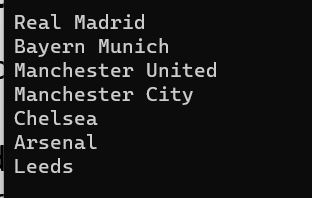 Real Madrid
Bayern Munich
Manchester United
Manchester City
Chelsea
Arsenal
Leeds